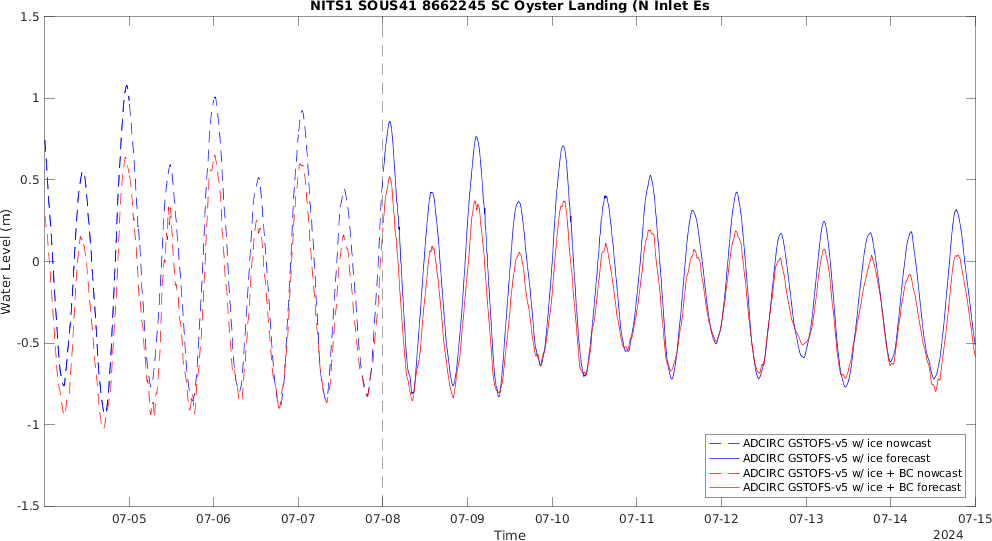 NITS1 SOUS41 8662245 SC Oyster Landing (N Inlet Es
1.5
1
0.5
0
-0.5
-1
-1.5
Water Level (m)
07-05 07-06 07-07 07-08 07-09 07-10 07-11 07-12 07-13 07-14 07-15
Time
2024
ADCIRC GSTOFS-v5 w/ ice nowcast
ADCIRC GSTOFS-v5 w/ ice forecast
ADCIRC GSTOFS-v5 w/ ice + BC nowcast
ADCIRC GSTOFS-v5 w/ ice + BC forecast